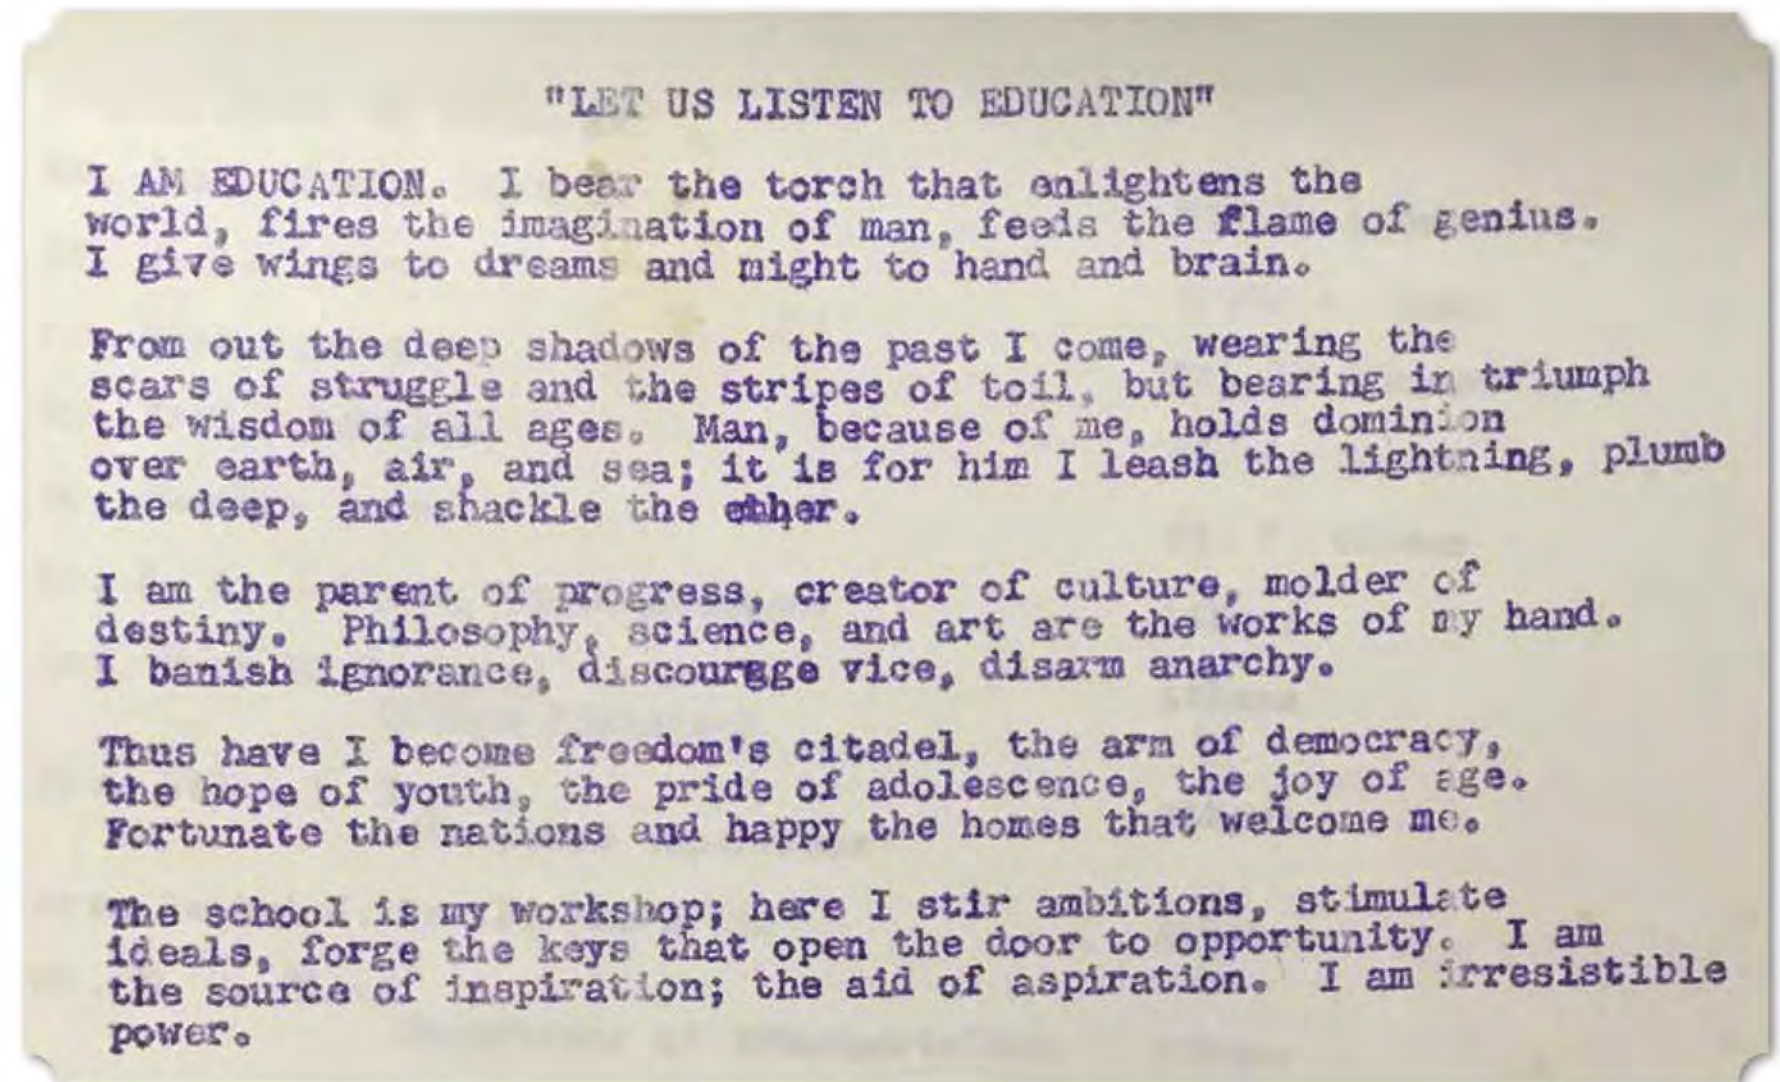 "LET US LISTEN TO EDUCATION"
I AM EDUCATION. I bear the torch that enlightens the
world, fires the imagination of man, feeds the flame of genius.
I give wings to dreams and might to hand and brain.
From out the deep shadows of the past I come, wearing the
scars of struggle and the stripes of toil, but bearing in triumph
the wisdom of all ages. Man, because of me, holds dominion
over earth, air, and sea; it is for him I leash the lightning, plumb
the deep, and shackle the ether.
I am the parent of progress, creator of culture, molder of
destiny. Philosophy, science, and art are the works of my hand.
I banish ignorance, discourage vice, disarm anarchy.
Thus have I become freedom's citadel, the arm of democracy,
the hope of youth, the pride of adolescence, the joy of age.
Fortunate the nations and happy the homes that welcome me.
The school is my workshop; here I stir ambitions, stimulate
ideals, forge the keys that open the door to opportunity. I am
the source of inspiration; the aid of aspiration. I am irresistible
power.